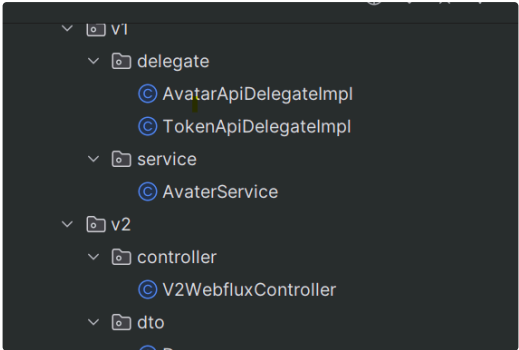 v1
delegate
AvatarApiDelegateImpl
TokenApiDelegateImpl
service
AvaterService
v2
controller
V2WebfluxController
dto